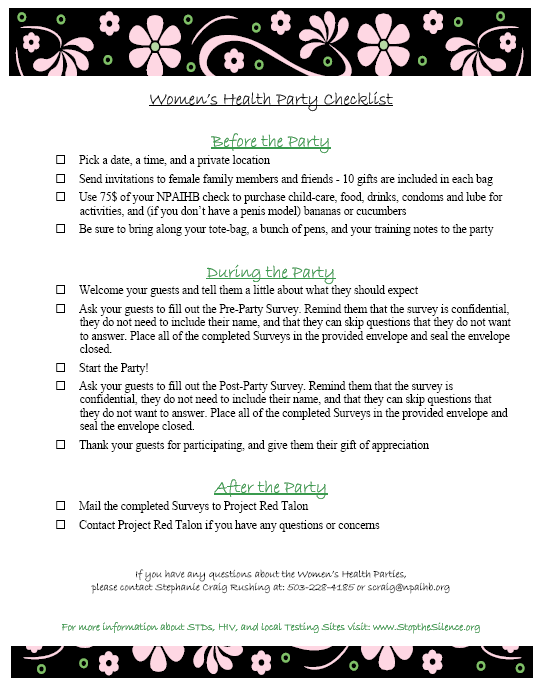 Women's Health Party Checklist
Before the Party
Pick a date, a time, and a private location
Send invitations to female family members and friends - 10 gifts are included in each bag
Use 75$ of your NPAIHB check to purchase child-care, food, drinks, condoms and lube for
activities, and (if you don't have a penis model) bananas or cucumbers
Be sure to bring along your tote-bag, a bunch of pens, and your training notes to the party
During the Party
Welcome your guests and tell them a little about what they should expect
Ask your guests to fill out the Pre-Party Survey. Remind them that the survey is confidential,
they do not need to include their name, and that they can skip questions that they do not want
to answer. Place all of the completed Surveys in the provided envelope and seal the envelope
closed.
Start the Party!
Ask your guests to fill out the Post-Party Survey. Remind them that the survey is
confidential, they do not need to include their name, and that they can skip questions that
they do not want to answer. Place all of the completed Surveys in the provided envelope and
seal the envelope closed.
Thank your guests for participating, and give them their gift of appreciation
After the Party
Mail the completed Surveys to Project Red Talon
Contact Project Red Talon if you have any questions or concerns
If you have any questions about the Women's Health Parties,
please contact Stephanie Craig Rushing at: 503-228-4185 or scraig@npaihb.org
For more information about STDs, HIV, and local Testing Sites visit: www.StoptheSilence.org